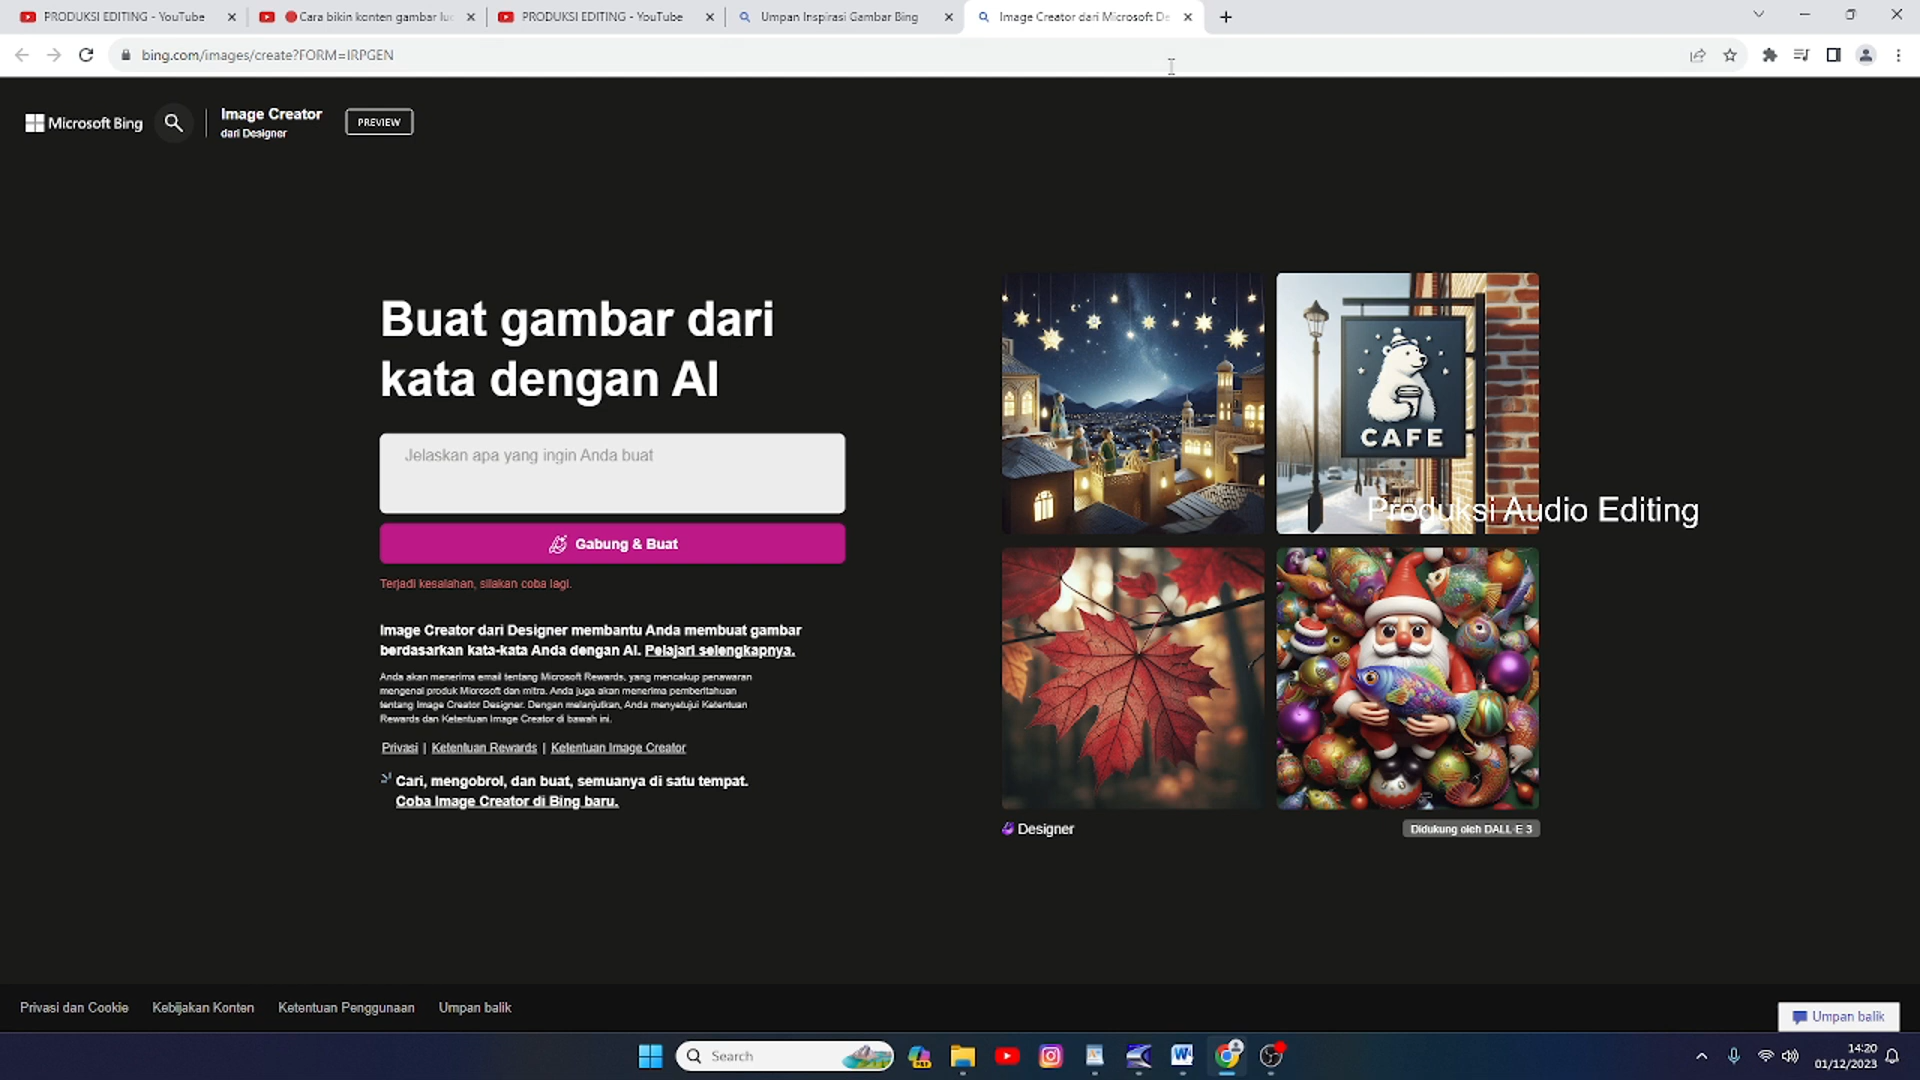 PRODUKSI EDITING - YouTube
Cara bikin konten gambar luc
PRODUKSI EDITING - YouTube
Umpan Inspirasi Gambar Bing
Image Creator dari Microsoft De
bing.com/images/create?FORM=IRPGEN
Microsoft Bing
Image Creator
dari Designer
PREVIEW
Buat gambar dari
kata dengan AI
Jelaskan apa yang ingin Anda buat
Gabung & Buat
Terjadi kesalahan, silakan coba lagi.
Image Creator dari Designer membantu Anda membuat gambar
berdasarkan kata-kata Anda dengan AI. Pelajari selengkapnya.
Anda akan menerima email tentang Microsoft Rewards, yang mencakup penawaran
mengenai produk Microsoft dan mitra. Anda juga akan menerima pemberitahuan
tentang Image Creator Designer. Dengan melanjutkan, Anda menyetujui Ketentuan
Rewards dan Ketentuan Image Creator di bawah ini.
Privasi | Ketentuan Rewards | Ketentuan Image Creator
Cari, mengobrol, dan buat, semuanya di satu tempat.
Coba Image Creator di Bing baru.
CAFE
Produksi Audio Editing
Designer
Didukung oleh DALL·E 3
Privasi dan Cookie
Kebijakan Konten
Ketentuan Penggunaan
Umpan balik
Umpan balik
Search
14:20
01/12/2023